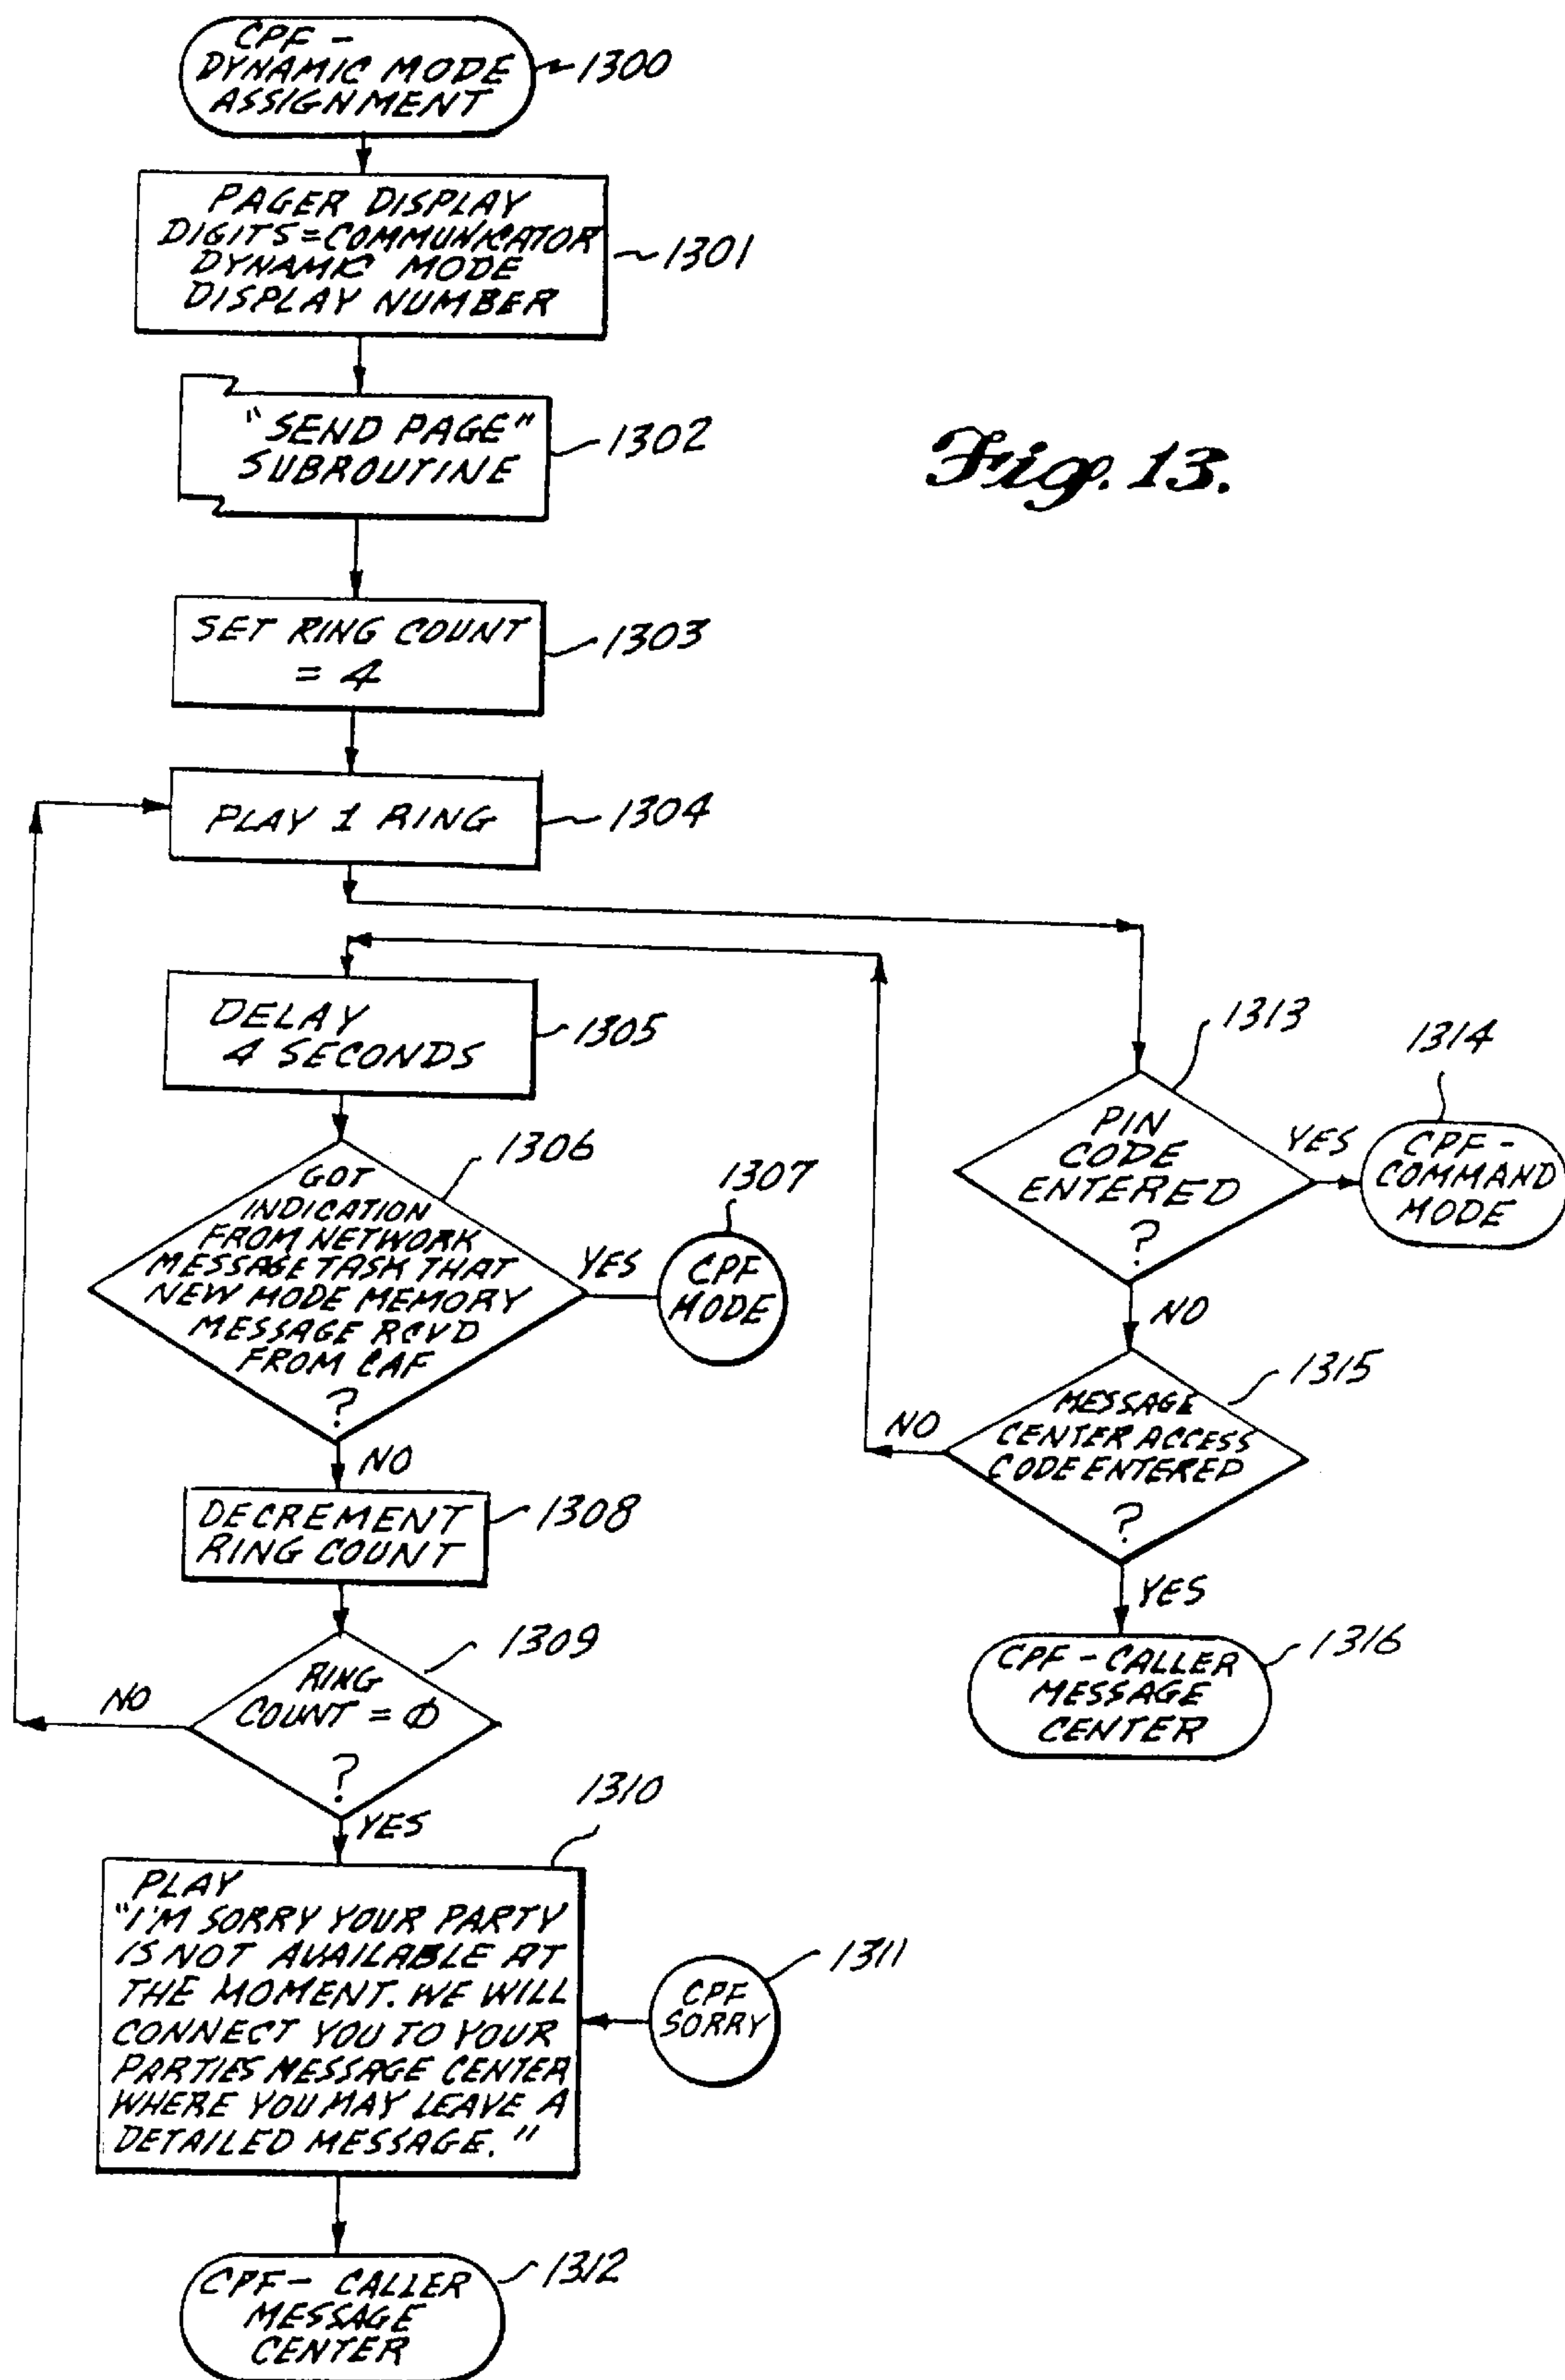 CPF -
DYNAMIC MODE
ASSIGNMENT
1300
PAGER DISPLAY
DIGITS = COMMUNICATOR
DYNAMIC MODE
DISPLAY NUMBER
1301
"SEND PAGE"
SUBROUTINE
1302
Fig. 13.
SET RING COUNT
= 4
1303
PLAY 1 RING
1304
DELAY
4 SECONDS
1305
GOT
INDICATION
FROM NETWORK
MESSAGE TASK THAT
NEW MODE MEMORY
MESSAGE RCVD
FROM CAF
?
1306
YES
CPF
MODE
1307
NO
DECREMENT
RING COUNT
1308
RING
COUNT = Φ
?
1309
NO
YES
PLAY
"I'M SORRY YOUR PARTY
IS NOT AVAILABLE AT
THE MOMENT. WE WILL
CONNECT YOU TO YOUR
PARTIES MESSAGE CENTER
WHERE YOU MAY LEAVE A
DETAILED MESSAGE."
1310
CPF
SORRY
1311
CPF - CALLER
MESSAGE
CENTER
1312
PIN
CODE
ENTERED
?
1313
YES
CPF -
COMMAND
MODE
1314
NO
MESSAGE
CENTER ACCESS
CODE ENTERED
?
1315
NO
YES
CPF - CALLER
MESSAGE
CENTER
1316